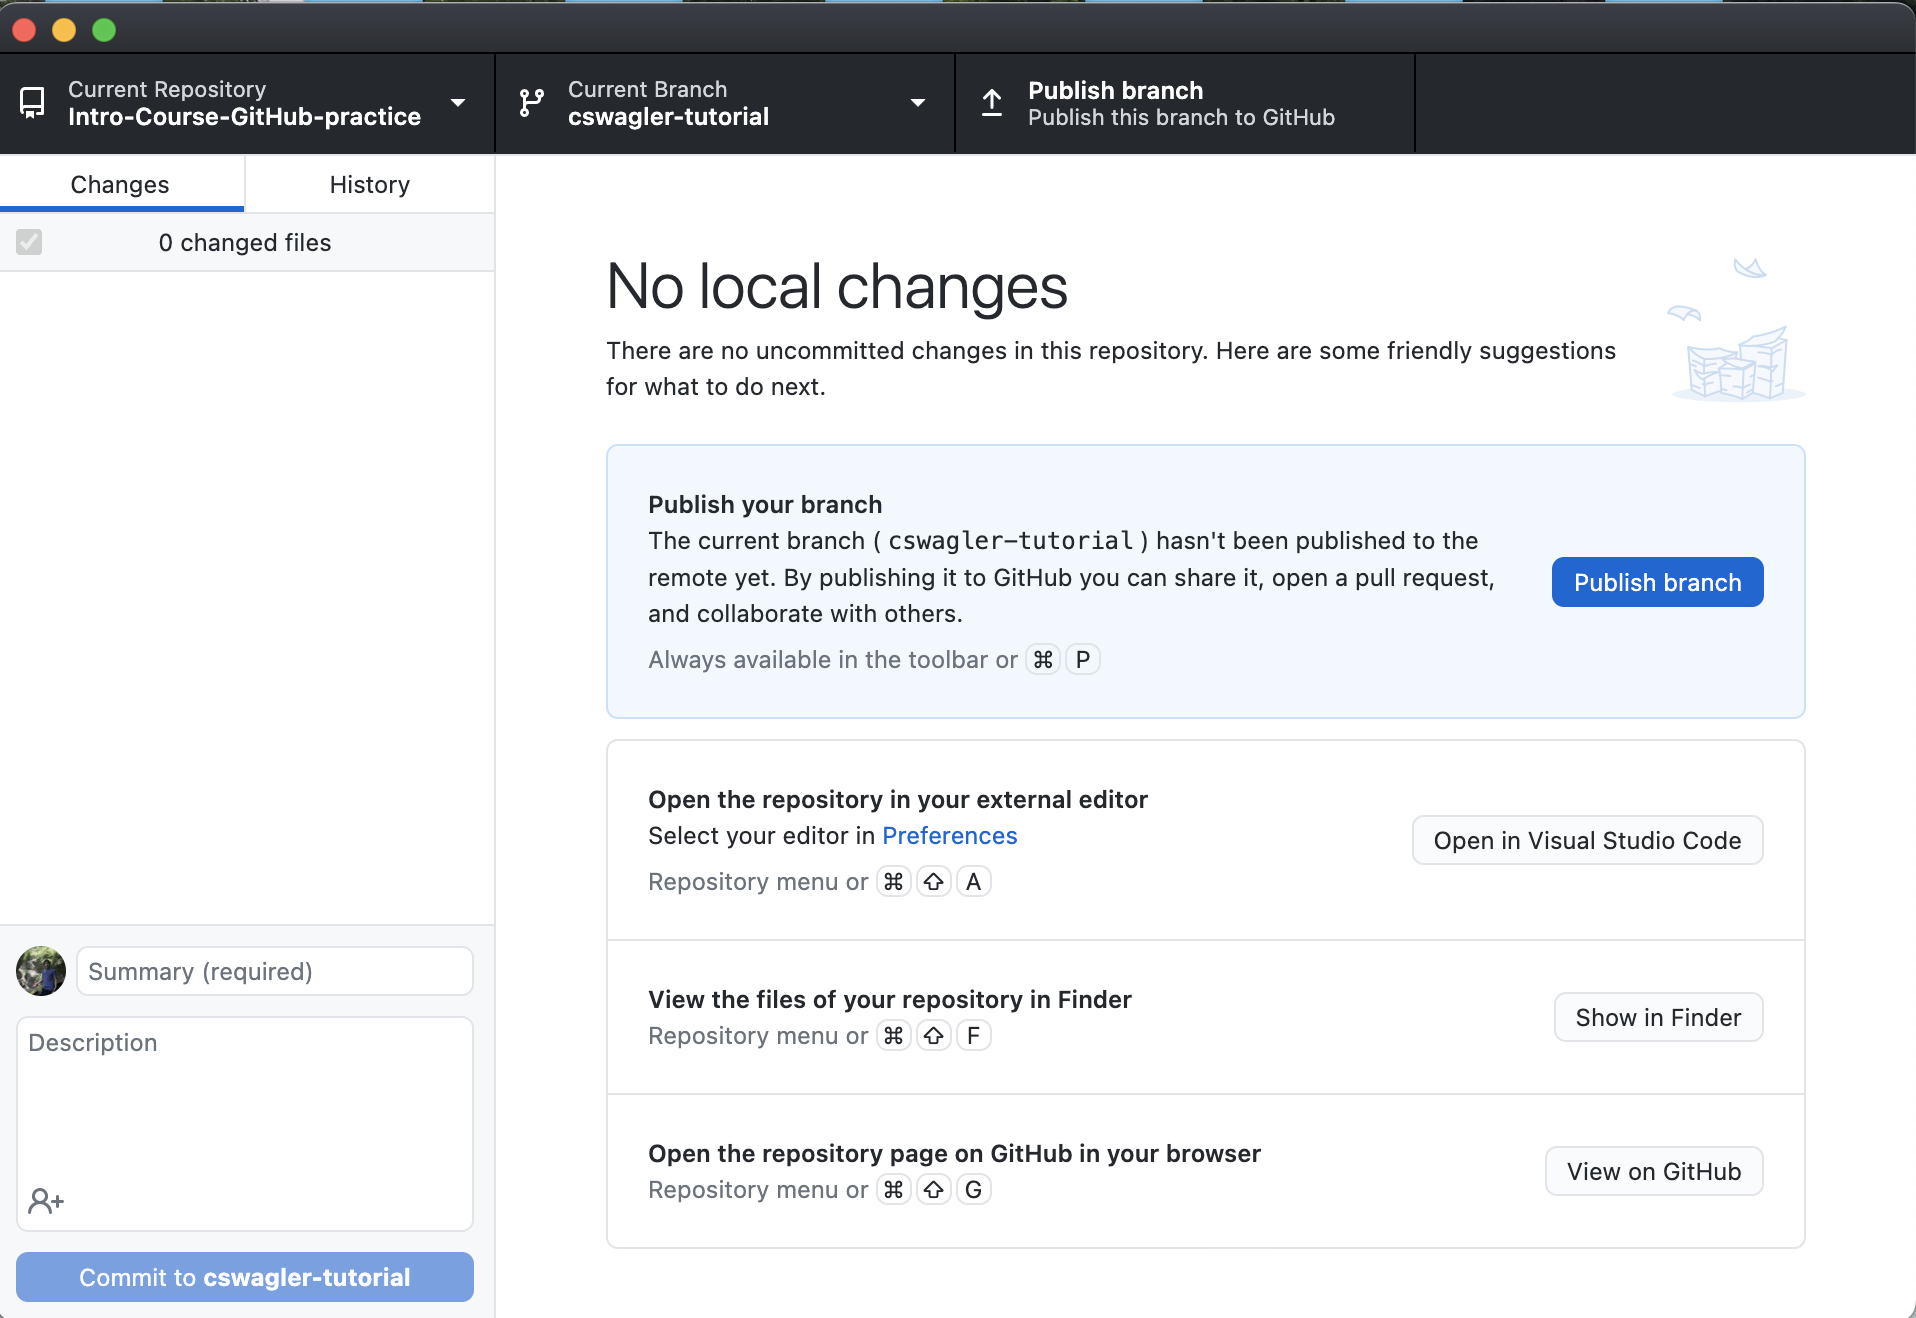 Current Repository
Intro-Course-GitHub-practice
Current Branch
cswagler-tutorial
Publish branch
Publish this branch to GitHub
Changes
History
0 changed files
No local changes
There are no uncommitted changes in this repository. Here are some friendly suggestions
for what to do next.
Publish your branch
The current branch ( cswagler-tutorial ) hasn't been published to the
remote yet. By publishing it to GitHub you can share it, open a pull request,
and collaborate with others.
Always available in the toolbar or ⌘ P
Publish branch
Open the repository in your external editor
Select your editor in Preferences
Repository menu or ⌘ ⇧ A
Open in Visual Studio Code
View the files of your repository in Finder
Repository menu or ⌘ ⇧ F
Show in Finder
Open the repository page on GitHub in your browser
Repository menu or ⌘ ⇧ G
View on GitHub
Summary (required)
Description
Commit to cswagler-tutorial